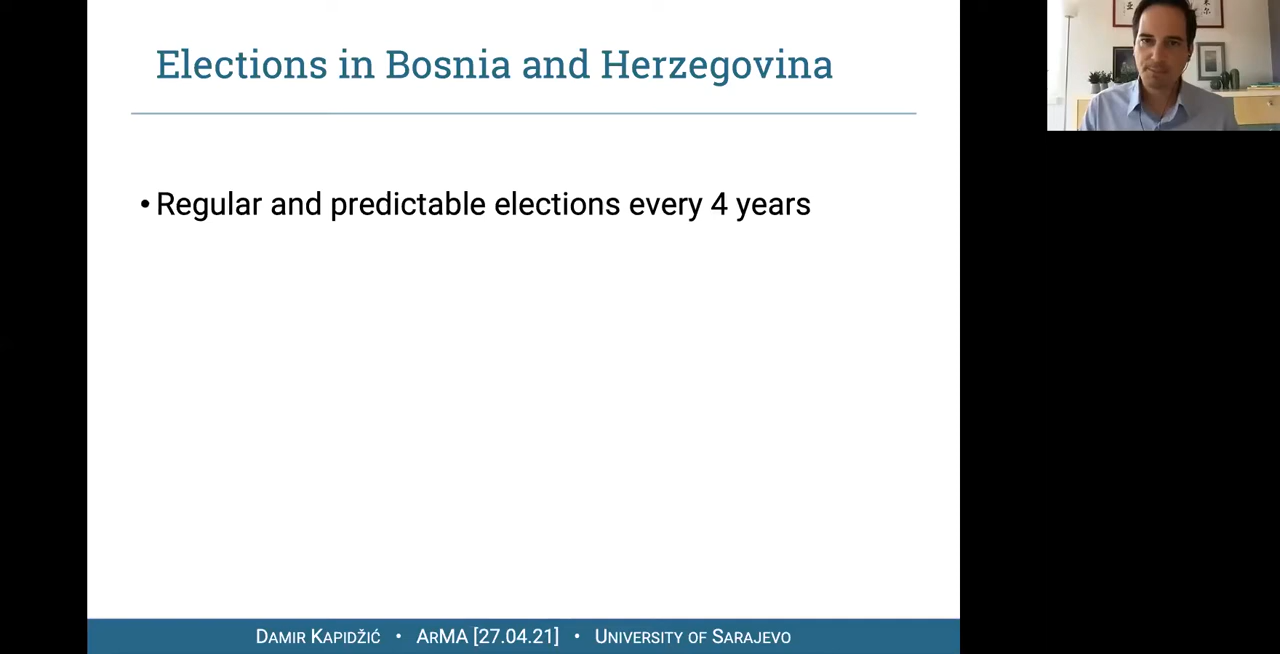 Elections in Bosnia and Herzegovina
• Regular and predictable elections every 4 years
DAMIR KAPIDŽIĆ • ARMA [27.04.21] • UNIVERSITY OF SARAJEVO